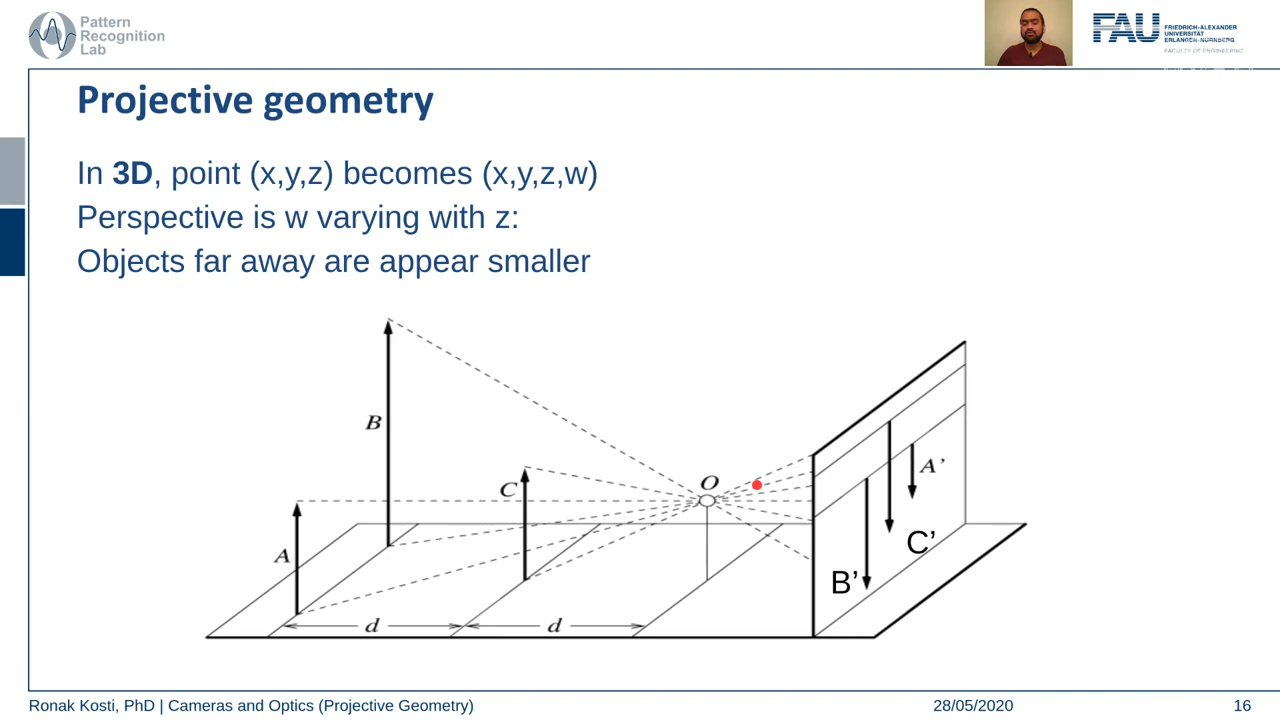 Pattern
Recognition
Lab
FAU
FRIEDRICH-ALEXANDER
UNIVERSITÄT
ERLANGEN-NÜRNBERG
FACULTY OF ENGINEERING
Projective geometry
In 3D, point (x,y,z) becomes (x,y,z,w)
Perspective is w varying with z:
Objects far away are appear smaller
B
C
O
A'
A
C'
B'
d
d
Ronak Kosti, PhD | Cameras and Optics (Projective Geometry)
28/05/2020
16